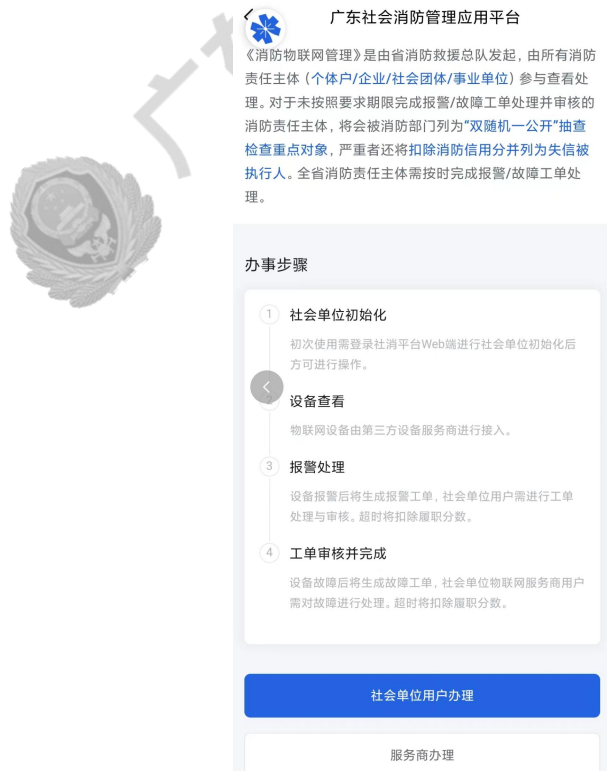 广东社会消防管理应用平台
《消防物联网管理》是由省消防救援总队发起，由所有消防
责任主体（个体户/企业/社会团体/事业单位）参与查看处
理。对于未按照要求期限完成报警/故障工单处理并审核的
消防责任主体，将会被消防部门列为“双随机一公开”抽查
检查重点对象，严重者还将扣除消防信用分并列为失信被
执行人。全省消防责任主体需按时完成报警/故障工单处
理。
办事步骤
1 社会单位初始化
初次使用需登录社消平台Web端进行社会单位初始化后
方可进行操作。
2 设备查看
物联网设备由第三方设备服务商进行接入。
3 报警处理
设备报警后将生成报警工单，社会单位用户需进行工单
处理与审核。超时将扣除履职分数。
4 工单审核并完成
设备故障后将生成故障工单，社会单位物联网服务商用户
需对故障进行处理。超时将扣除履职分数。
社会单位用户办理
服务商办理